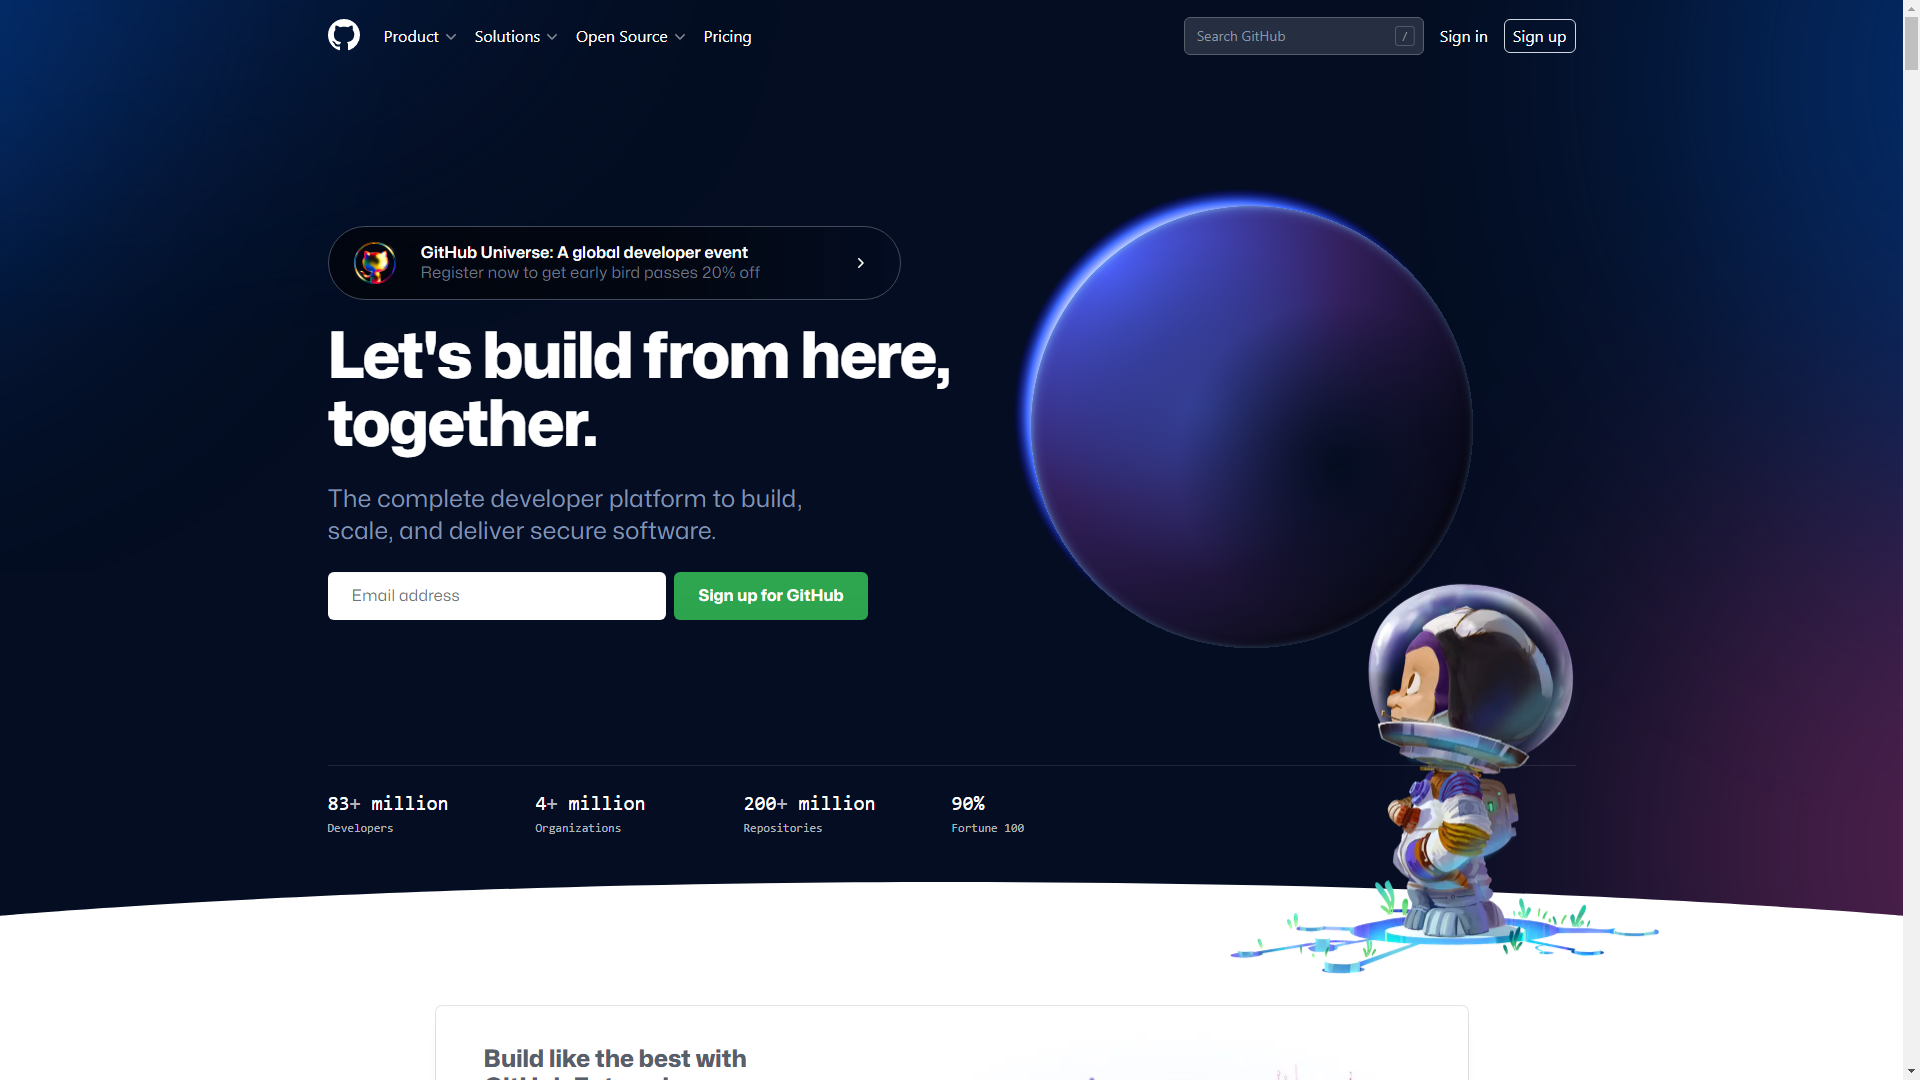 Product
Solutions
Open Source
Pricing
Search GitHub
/
Sign in
Sign up
GitHub Universe: A global developer event
Register now to get early bird passes 20% off
Let's build from here,
together.
The complete developer platform to build,
scale, and deliver secure software.
Email address
Sign up for GitHub
83+ million
Developers
4+ million
Organizations
200+ million
Repositories
90%
Fortune 100
Build like the best with